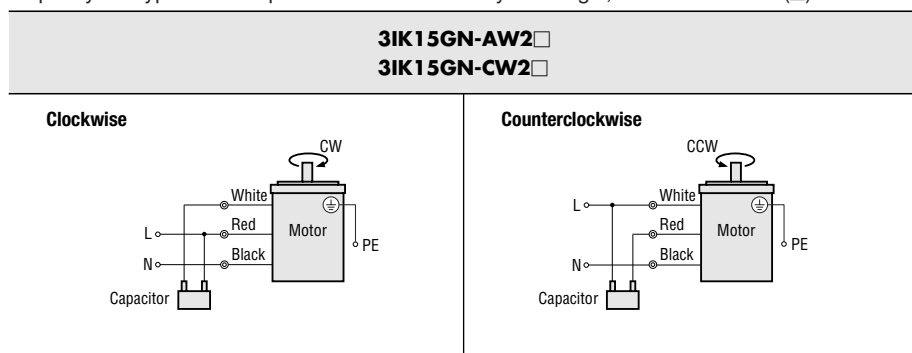 3IK15GN-AW2□
3IK15GN-CW2□
Clockwise
CW
White
L
Red
Motor
N
Black
PE
Capacitor
Counterclockwise
CCW
L
White
Red
Motor
N
Black
PE
Capacitor